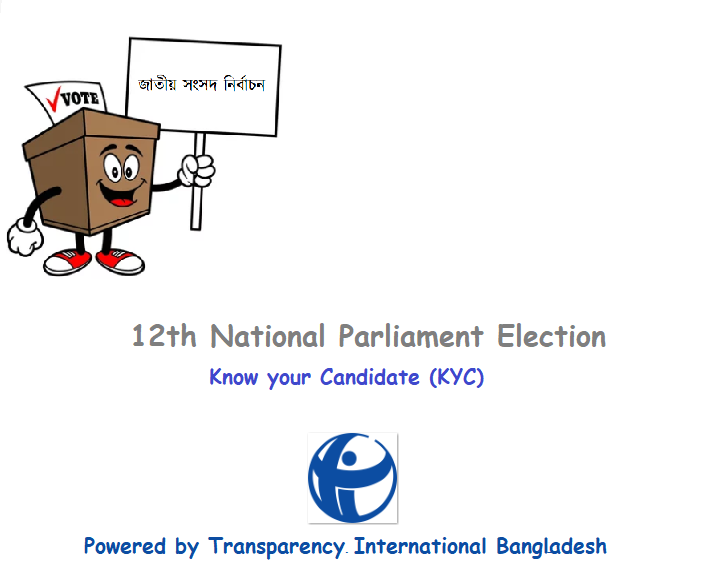 VOTE
জাতীয় সংসদ নির্বাচন
12th National Parliament Election
Know your Candidate (KYC)
Powered by Transparency. International Bangladesh